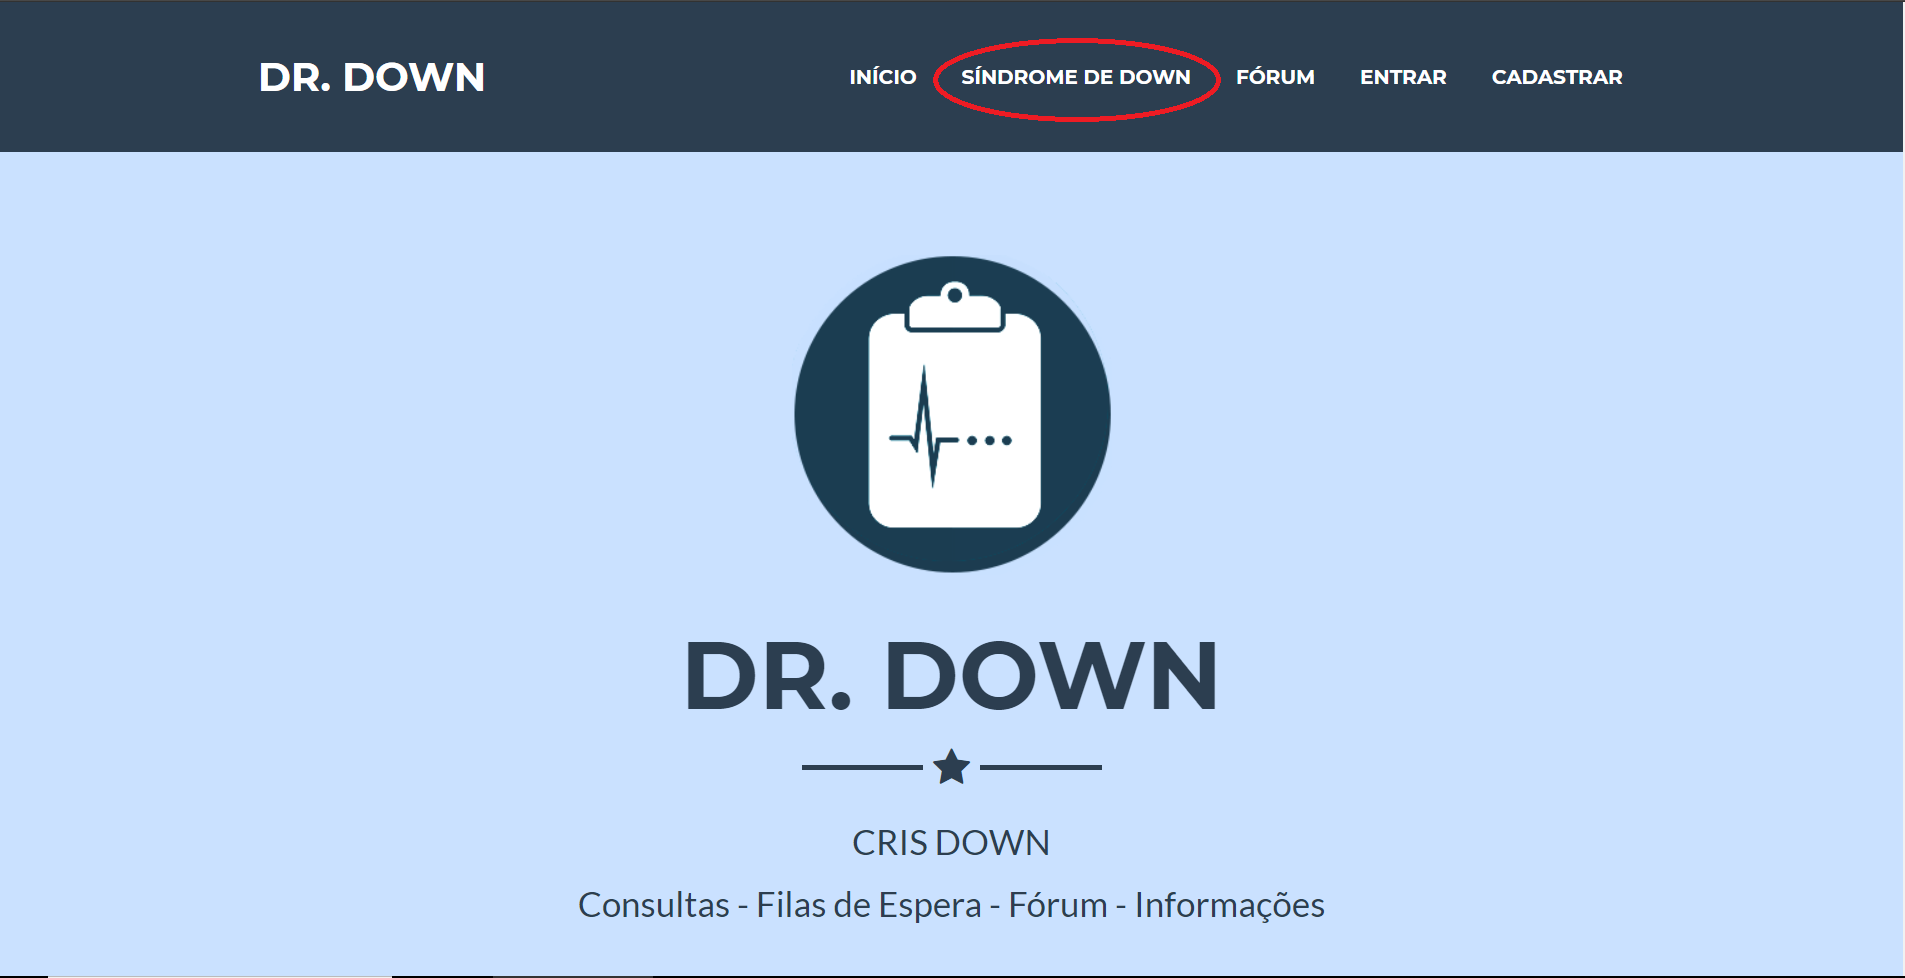 DR. DOWN
INÍCIO SÍNDROME DE DOWN FÓRUM ENTRAR CADASTRAR
DR. DOWN
CRIS DOWN
Consultas - Filas de Espera - Fórum - Informações